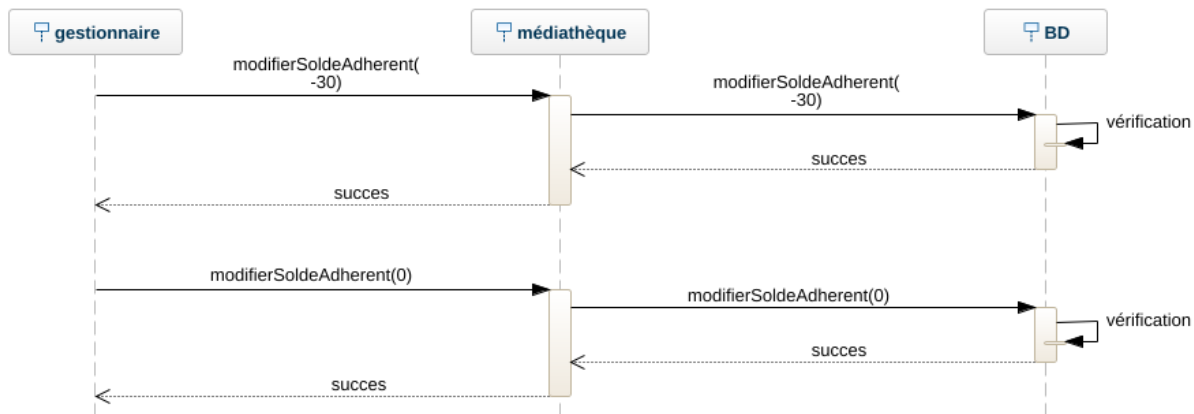 gestionnaire
médiathèque
BD
modifierSoldeAdherent(
-30)
modifierSoldeAdherent(
-30)
vérification
succes
succes
modifierSoldeAdherent(0)
modifierSoldeAdherent(0)
vérification
succes
succes